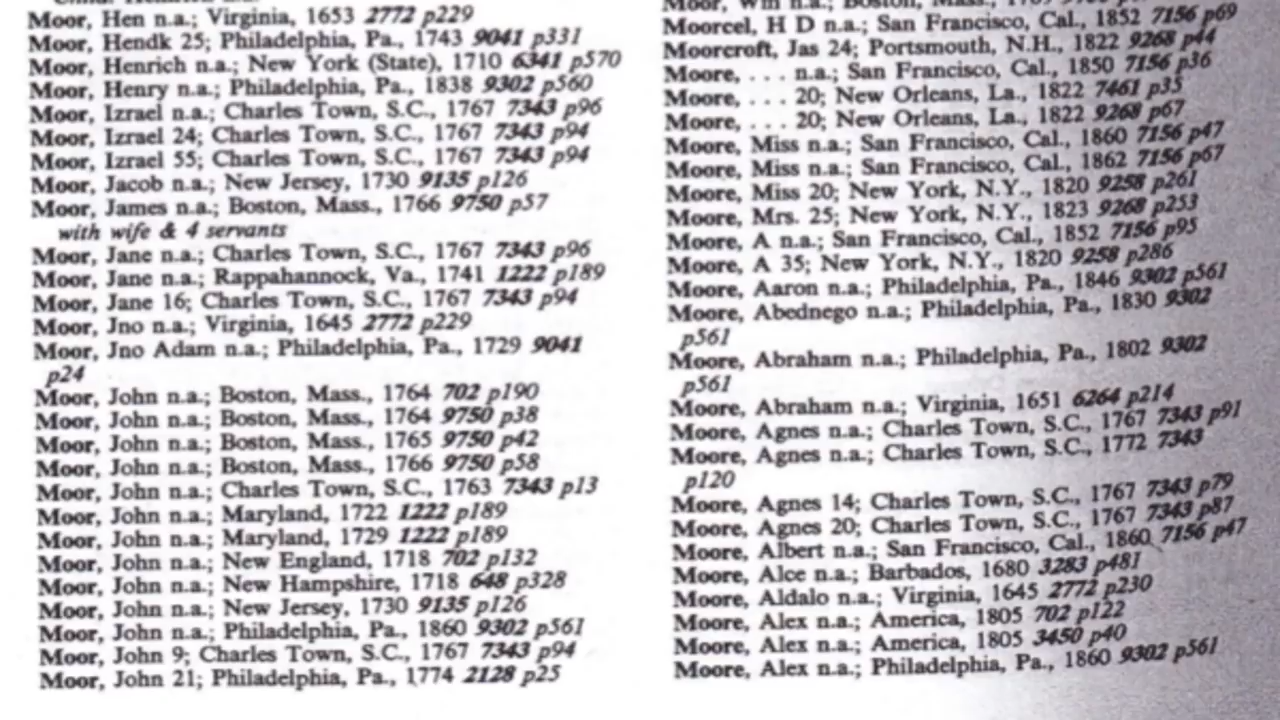 Moor, Hen n.a.; Virginia, 1653 2772 p229
Moor, Hendk 25; Philadelphia, Pa., 1743 9041 p331
Moor, Henrich n.a.; New York (State), 1710 6341 p570
Moor, Henry n.a.; Philadelphia, Pa., 1838 9302 p560
Moor, Izrael n.a.; Charles Town, S.C., 1767 7343 p96
Moor, Izrael 24; Charles Town, S.C., 1767 7343 p94
Moor, Izrael 55; Charles Town, S.C., 1767 7343 p94
Moor, Jacob n.a.; New Jersey, 1730 9135 p126
Moor, James n.a.; Boston, Mass., 1766 9750 p57
with wife & 4 servants
Moor, Jane n.a.; Charles Town, S.C., 1767 7343 p96
Moor, Jane n.a.; Rappahannock, Va., 1741 1222 p189
Moor, Jane 16; Charles Town, S.C., 1767 7343 p94
Moor, Jno n.a.; Virginia, 1645 2772 p229
Moor, Jno Adam n.a.; Philadelphia, Pa., 1729 9041
p24
Moor, John n.a.; Boston, Mass., 1764 702 p190
Moor, John n.a.; Boston, Mass., 1764 9750 p38
Moor, John n.a.; Boston, Mass., 1765 9750 p42
Moor, John n.a.; Boston, Mass., 1766 9750 p58
Moor, John n.a.; Charles Town, S.C., 1763 7343 p13
Moor, John n.a.; Maryland, 1722 1222 p189
Moor, John n.a.; Maryland, 1729 1222 p189
Moor, John n.a.; New England, 1718 702 p132
Moor, John n.a.; New Hampshire, 1718 648 p328
Moor, John n.a.; New Jersey, 1730 9135 p126
Moor, John n.a.; Philadelphia, Pa., 1860 9302 p561
Moor, John 9; Charles Town, S.C., 1767 7343 p94
Moor, John 21; Philadelphia, Pa., 1774 2128 p25
Moor, Wm n.a.; Boston, Mass.,
Moorcel, H D n.a.; San Francisco, Cal., 1852 7156 p69
Moorcroft, Jas 24; Portsmouth, N.H., 1822 9268 p44
Moore, . . . n.a.; San Francisco, Cal., 1850 7156 p36
Moore, . . . 20; New Orleans, La., 1822 7461 p35
Moore, . . . 20; New Orleans, La., 1822 9268 p67
Moore, Miss n.a.; San Francisco, Cal., 1860 7156 p47
Moore, Miss n.a.; San Francisco, Cal., 1862 7156 p67
Moore, Miss 20; New York, N.Y., 1820 9258 p261
Moore, Mrs. 25; New York, N.Y., 1823 9268 p253
Moore, A n.a.; San Francisco, Cal., 1852 7156 p95
Moore, A 35; New York, N.Y., 1820 9258 p286
Moore, Aaron n.a.; Philadelphia, Pa., 1846 9302 p561
Moore, Abednego n.a.; Philadelphia, Pa., 1830 9302
p561
Moore, Abraham n.a.; Philadelphia, Pa., 1802 9302
p561
Moore, Abraham n.a.; Virginia, 1651 6264 p214
Moore, Agnes n.a.; Charles Town, S.C., 1767 7343 p91
Moore, Agnes n.a.; Charles Town, S.C., 1772 7343
p120
Moore, Agnes 14; Charles Town, S.C., 1767 7343 p79
Moore, Agnes 20; Charles Town, S.C., 1767 7343 p87
Moore, Albert n.a.; San Francisco, Cal., 1860 7156 p47
Moore, Alce n.a.; Barbados, 1680 3283 p481
Moore, Aldalo n.a.; Virginia, 1645 2772 p230
Moore, Alex n.a.; America, 1805 702 p122
Moore, Alex n.a.; America, 1805 3450 p40
Moore, Alex n.a.; Philadelphia, Pa., 1860 9302 p561